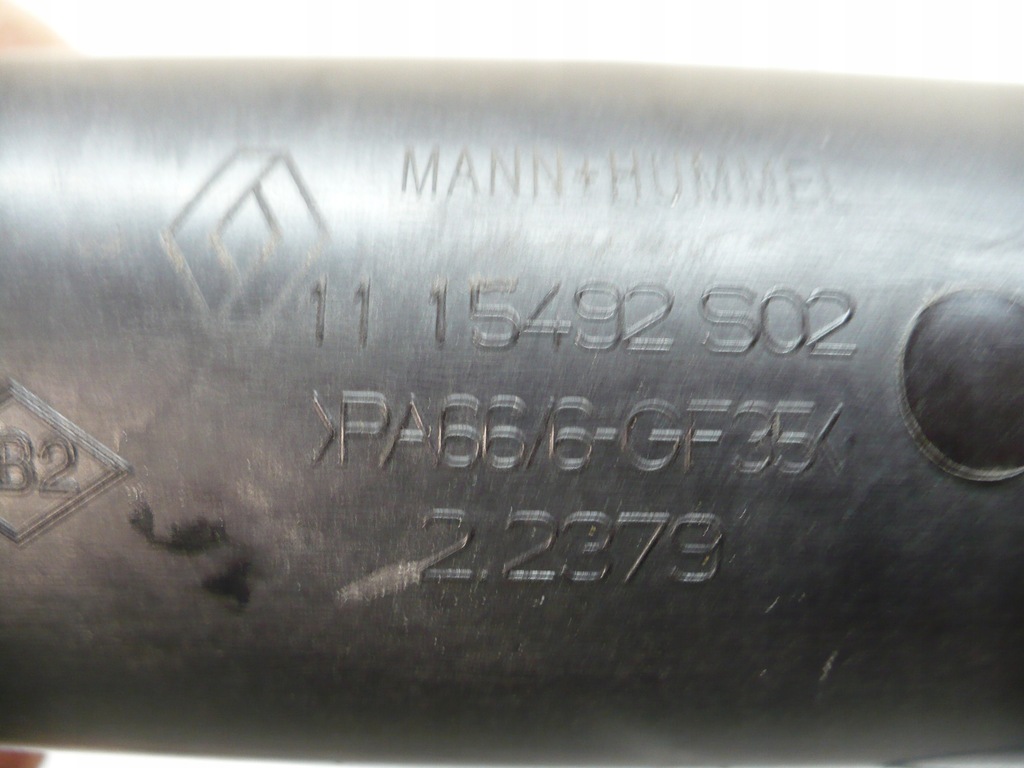 MANN+HUMMEL
11 15492 S02
>PA66/6-GF35<
2.2379
B2